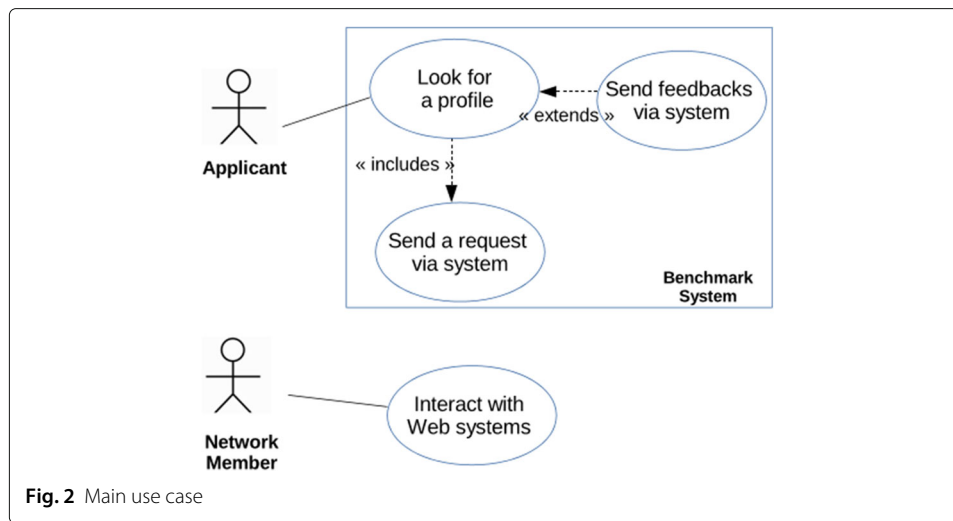 Look for
a profile
Send feedbacks
via system
« extends »
Applicant
« includes »
Send a request
via system
Benchmark
System
Interact with
Web systems
Network
Member
Fig. 2 Main use case